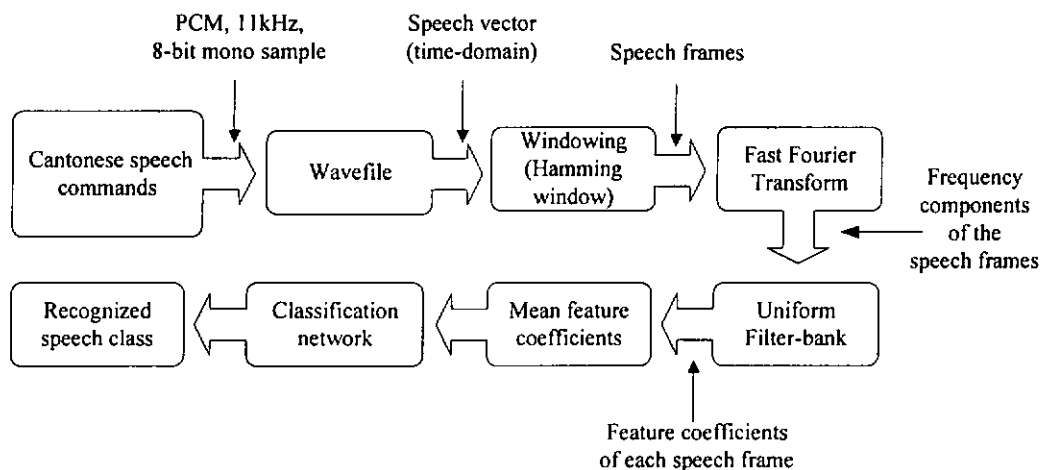 PCM, 11kHz,
8-bit mono sample
Speech vector
(time-domain)
Speech frames
Cantonese speech
commands
Wavefile
Windowing
(Hamming
window)
Fast Fourier
Transform
Frequency
components
of the
speech frames
Recognized
speech class
Classification
network
Mean feature
coefficients
Uniform
Filter-bank
Feature coefficients
of each speech frame